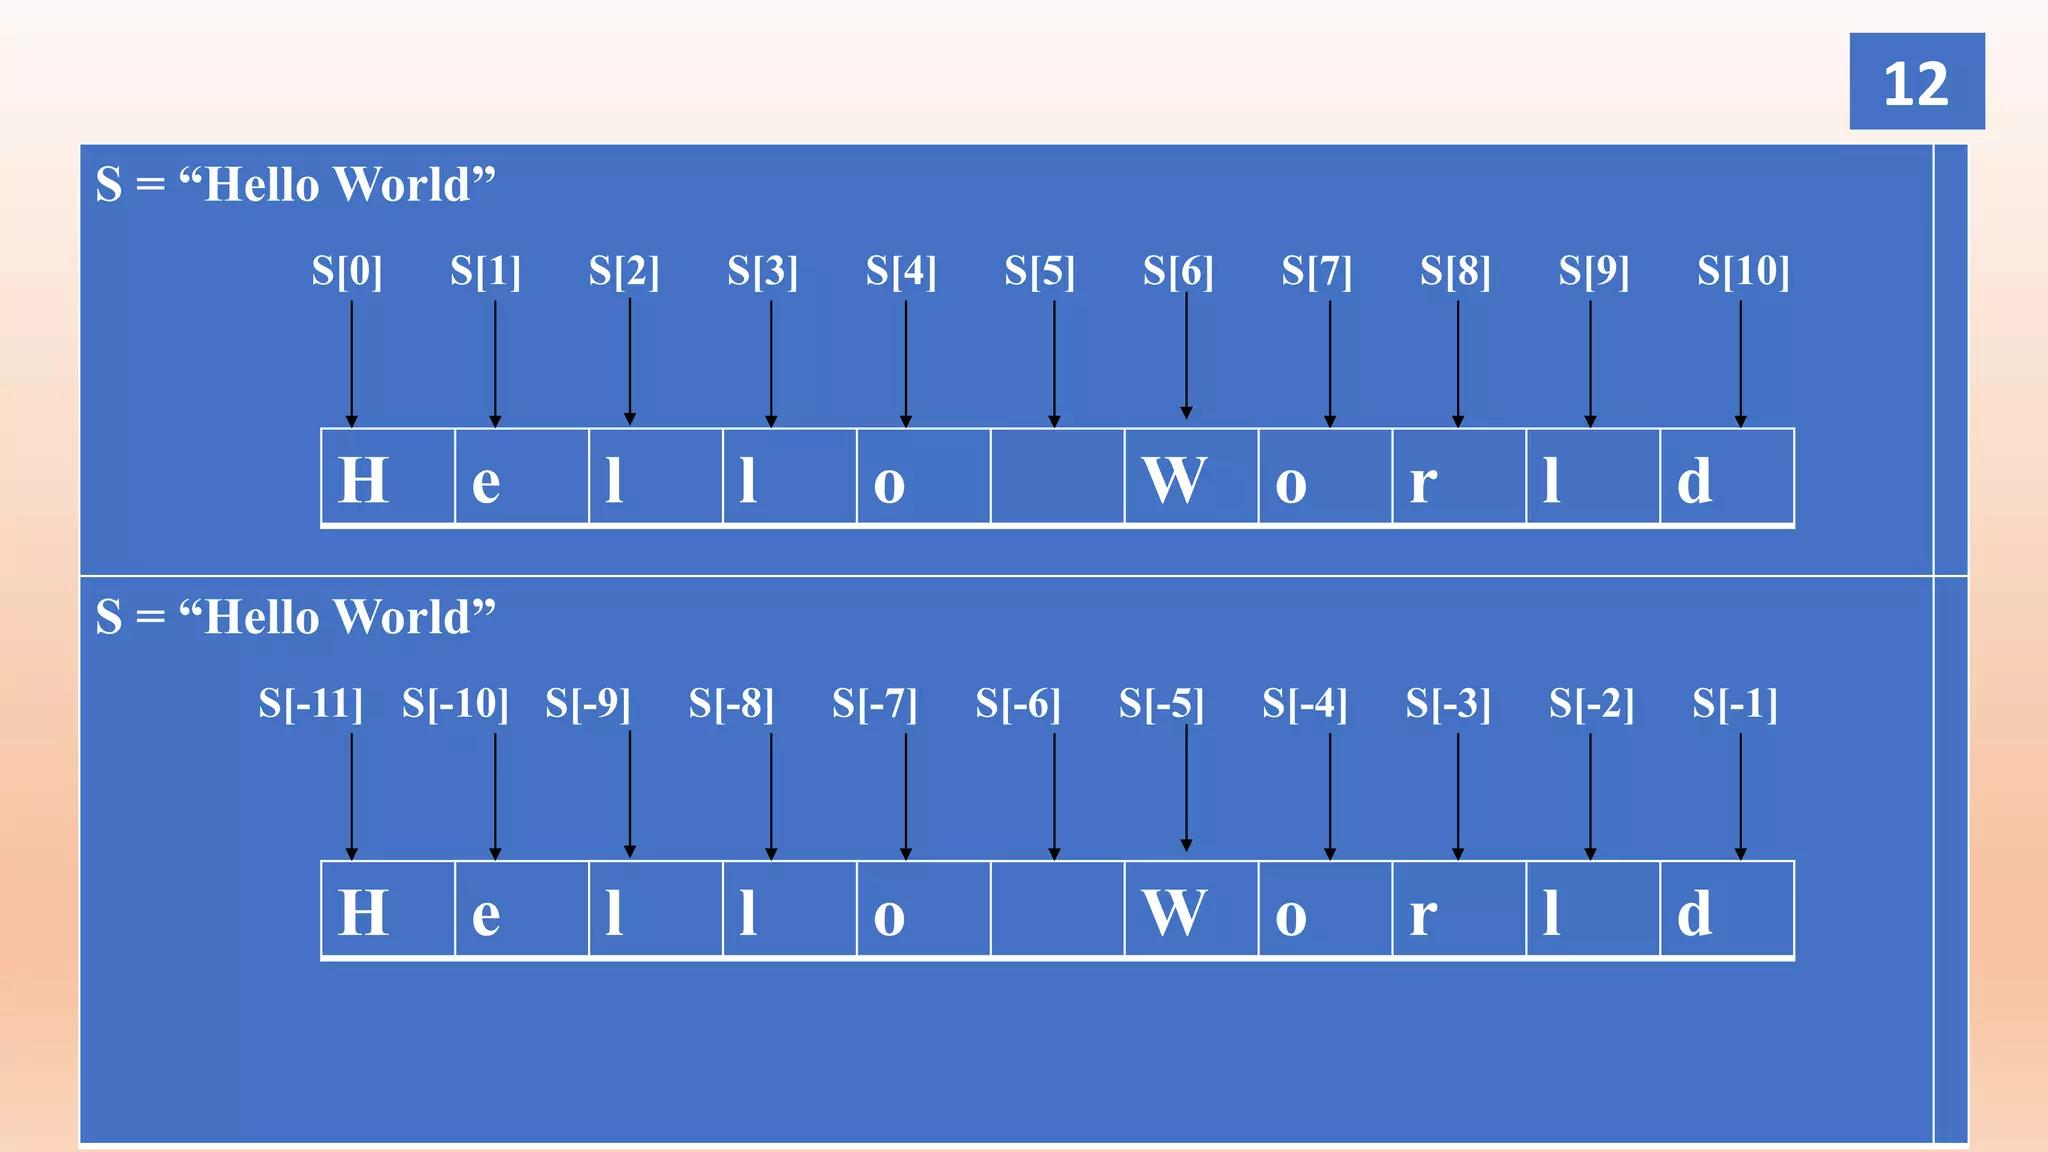 12
S = “Hello World”
S[0] S[1] S[2] S[3] S[4] S[5] S[6] S[7] S[8] S[9] S[10]
H e l l o W o r l d
S = “Hello World”
S[-11] S[-10] S[-9] S[-8] S[-7] S[-6] S[-5] S[-4] S[-3] S[-2] S[-1]
H e l l o W o r l d